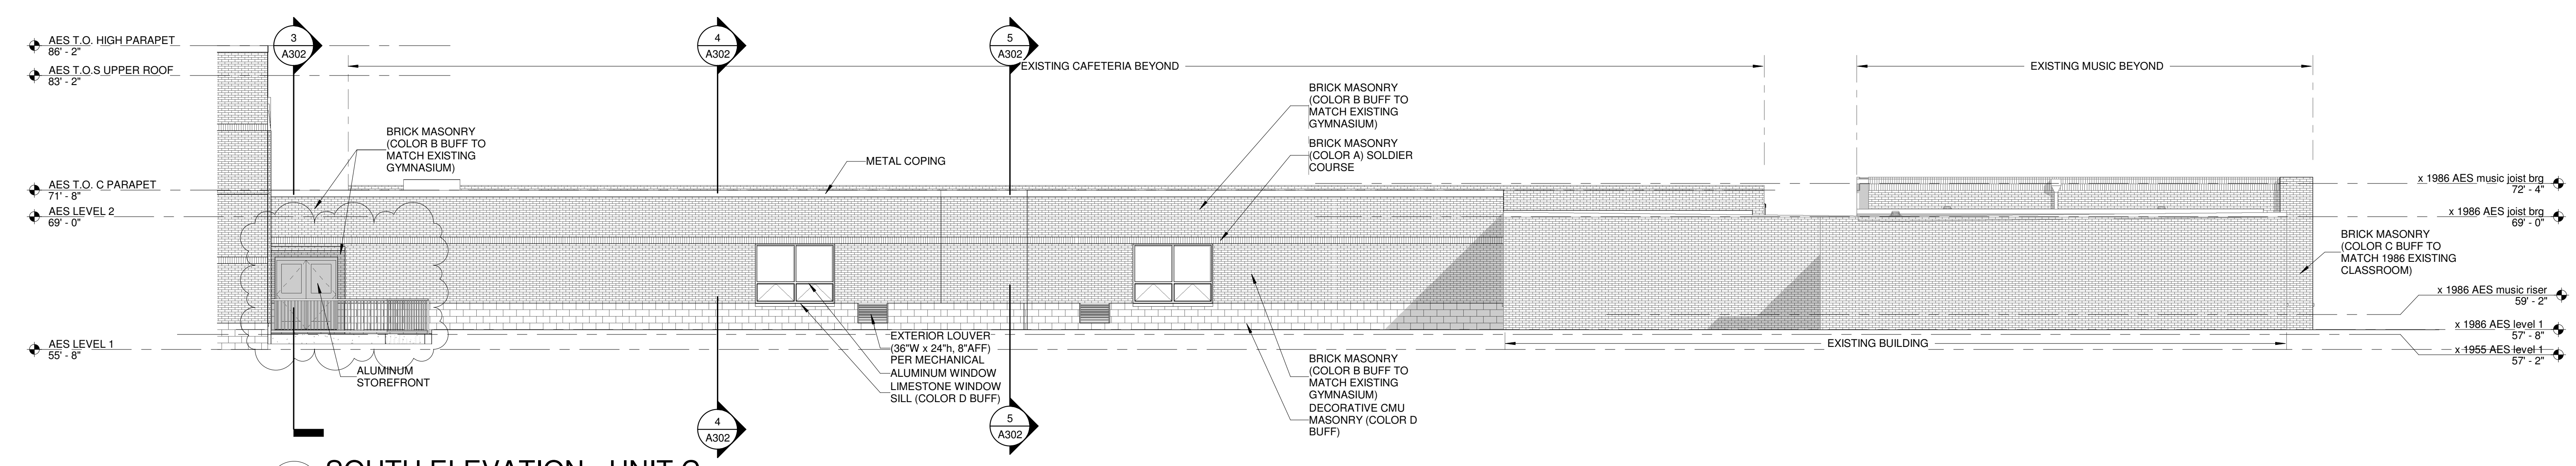 AES T.O. HIGH PARAPET
86' - 2"
AES T.O.S UPPER ROOF
83' - 2"
AES T.O. C PARAPET
71' - 8"
AES LEVEL 2
69' - 0"
AES LEVEL 1
55' - 8"
3
A302
4
A302
5
A302
EXISTING CAFETERIA BEYOND
EXISTING MUSIC BEYOND
BRICK MASONRY
(COLOR B BUFF TO
MATCH EXISTING
GYMNASIUM)
METAL COPING
BRICK MASONRY
(COLOR B BUFF TO
MATCH EXISTING
GYMNASIUM)
BRICK MASONRY
(COLOR A) SOLDIER
COURSE
x 1986 AES music joist brg
72' - 4"
x 1986 AES joist brg
69' - 0"
BRICK MASONRY
(COLOR C BUFF TO
MATCH 1986 EXISTING
CLASSROOM)
x 1986 AES music riser
59' - 2"
x 1986 AES level 1
57' - 8"
x 1955 AES level 1
57' - 2"
EXISTING BUILDING
ALUMINUM
STOREFRONT
EXTERIOR LOUVER
(36"W x 24"h, 8"AFF)
PER MECHANICAL
ALUMINUM WINDOW
LIMESTONE WINDOW
SILL (COLOR D BUFF)
BRICK MASONRY
(COLOR B BUFF TO
MATCH EXISTING
GYMNASIUM)
DECORATIVE CMU
MASONRY (COLOR D
BUFF)
4
A302
5
A302
SOUTH ELEVATION - UNIT C